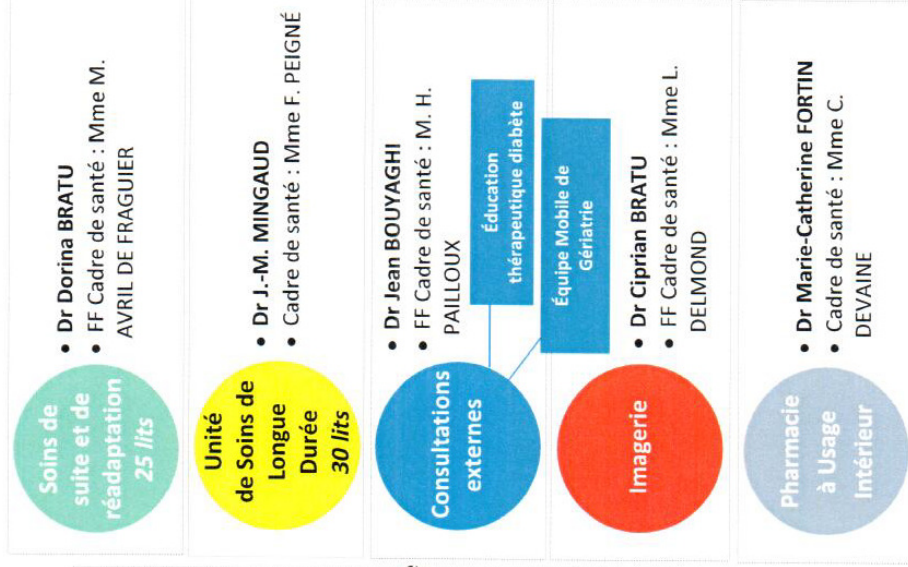 Soins de
suite et de
réadaptation
25 lits
• Dr Dorina BRATU
• FF Cadre de santé : Mme M.
AVRIL DE FRAGUIER
Unité
de Soins de
Longue
Durée
30 lits
• Dr J.-M. MINGAUD
• Cadre de santé : Mme F. PEIGNÉ
Consultations
externes
• Dr Jean BOUYAGHI
• FF Cadre de santé : M. H.
PAILLOUX
Éducation
thérapeutique diabète
Équipe Mobile de
Gériatrie
Imagerie
• Dr Ciprian BRATU
• FF Cadre de santé : Mme L.
DELMOND
Pharmacie
à Usage
Intérieur
• Dr Marie-Catherine FORTIN
• Cadre de santé : Mme C.
DEVAINE